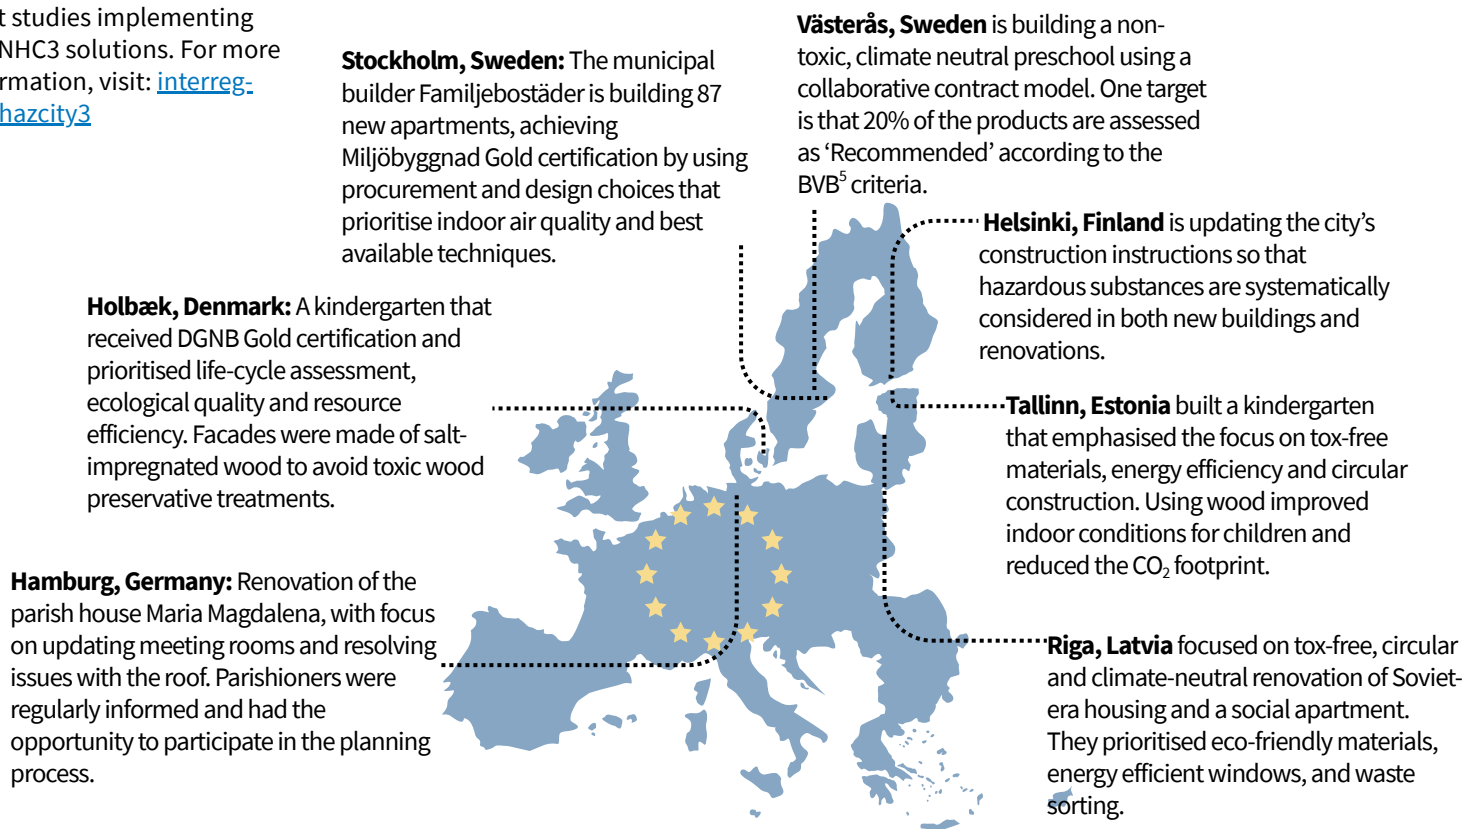 t studies implementing
NHC3 solutions. For more
rmation, visit: interreg-
hazcity3
Stockholm, Sweden: The municipal
builder Familjebostäder is building 87
new apartments, achieving
Miljöbyggnad Gold certification by using
procurement and design choices that
prioritise indoor air quality and best
available techniques.
Västerås, Sweden is building a non-
toxic, climate neutral preschool using a
collaborative contract model. One target
is that 20% of the products are assessed
as ‘Recommended’ according to the
BVB⁵ criteria.
Helsinki, Finland is updating the city’s
construction instructions so that
hazardous substances are systematically
considered in both new buildings and
renovations.
Holbæk, Denmark: A kindergarten that
received DGNB Gold certification and
prioritised life-cycle assessment,
ecological quality and resource
efficiency. Facades were made of salt-
impregnated wood to avoid toxic wood
preservative treatments.
Tallinn, Estonia built a kindergarten
that emphasised the focus on tox-free
materials, energy efficiency and circular
construction. Using wood improved
indoor conditions for children and
reduced the CO₂ footprint.
Hamburg, Germany: Renovation of the
parish house Maria Magdalena, with focus
on updating meeting rooms and resolving
issues with the roof. Parishioners were
regularly informed and had the
opportunity to participate in the planning
process.
Riga, Latvia focused on tox-free, circular
and climate-neutral renovation of Soviet-
era housing and a social apartment.
They prioritised eco-friendly materials,
energy efficient windows, and waste
sorting.